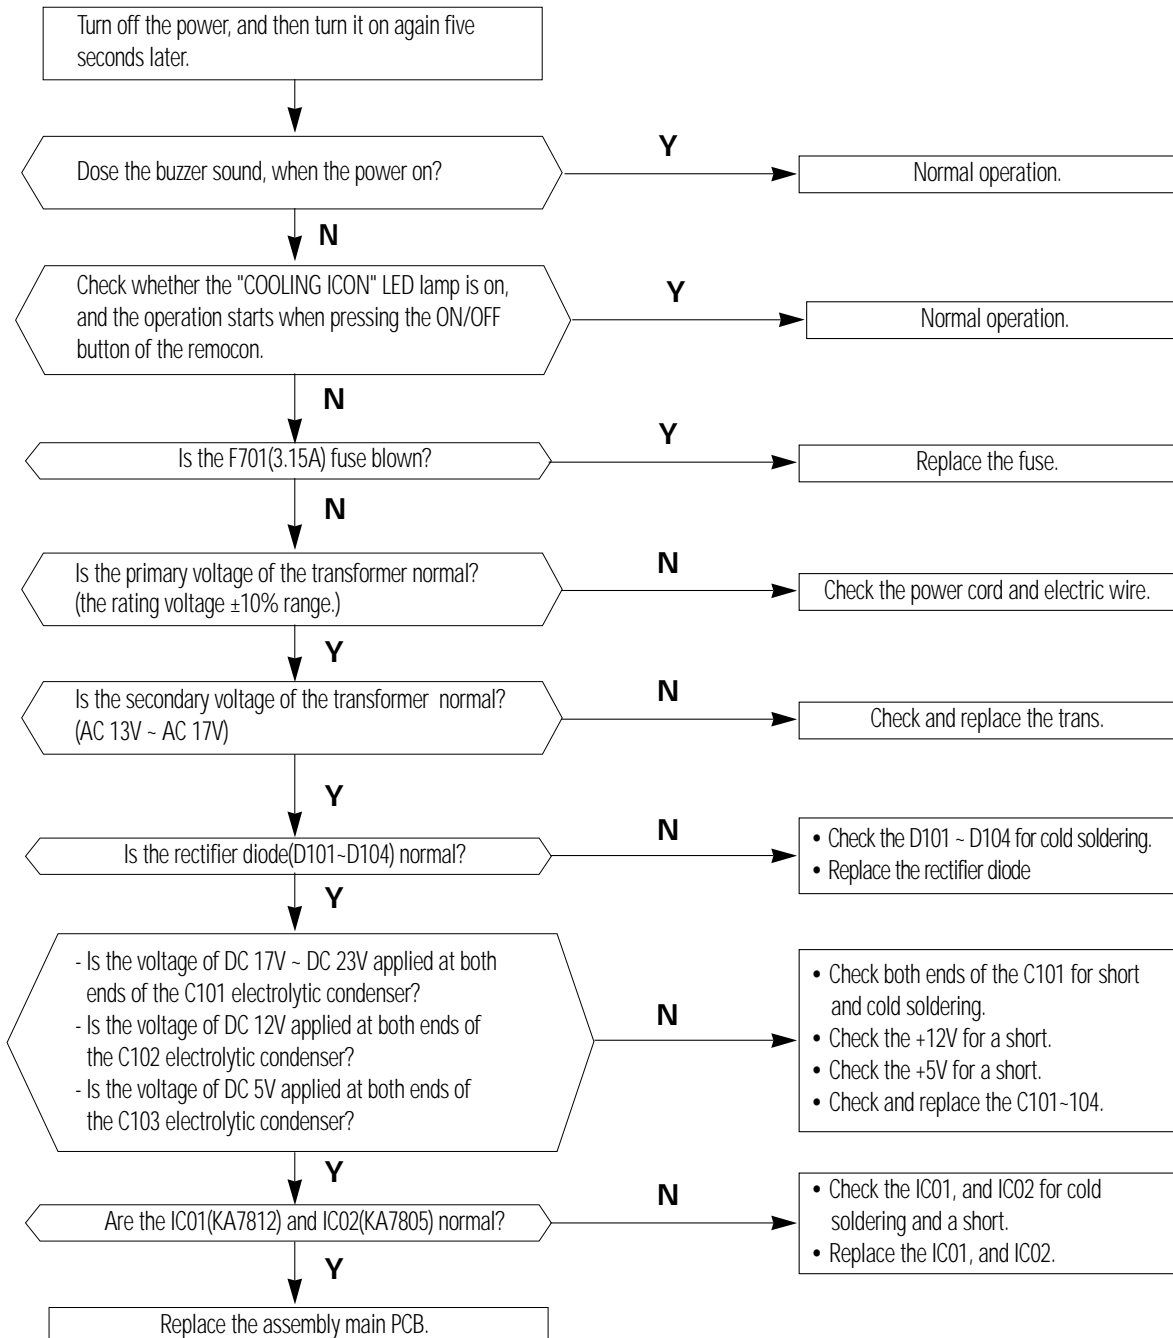 Turn off the power, and then turn it on again five
seconds later.
Dose the buzzer sound, when the power on?
Y
Normal operation.
N
Check whether the "COOLING ICON" LED lamp is on,
and the operation starts when pressing the ON/OFF
button of the remocon.
Y
Normal operation.
N
Is the F701(3.15A) fuse blown?
Y
Replace the fuse.
N
Is the primary voltage of the transformer normal?
(the rating voltage ±10% range.)
N
Check the power cord and electric wire.
Y
Is the secondary voltage of the transformer normal?
(AC 13V ~ AC 17V)
N
Check and replace the trans.
Y
Is the rectifier diode(D101~D104) normal?
N
• Check the D101 ~ D104 for cold soldering.
• Replace the rectifier diode
Y
- Is the voltage of DC 17V ~ DC 23V applied at both
ends of the C101 electrolytic condenser?
- Is the voltage of DC 12V applied at both ends of
the C102 electrolytic condenser?
- Is the voltage of DC 5V applied at both ends of
the C103 electrolytic condenser?
N
• Check both ends of the C101 for short
and cold soldering.
• Check the +12V for a short.
• Check the +5V for a short.
• Check and replace the C101~104.
Y
Are the IC01(KA7812) and IC02(KA7805) normal?
N
• Check the IC01, and IC02 for cold
soldering and a short.
• Replace the IC01, and IC02.
Y
Replace the assembly main PCB.